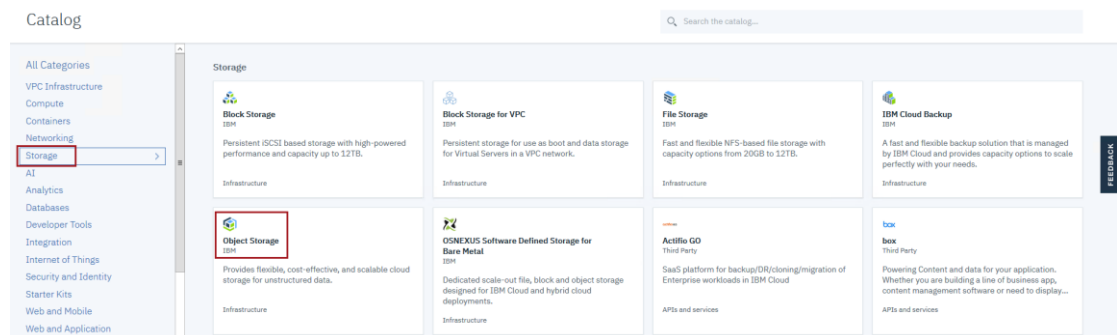 Catalog
Search the catalog...
All Categories
VPC Infrastructure
Compute
Containers
Networking
Storage
AI
Analytics
Databases
Developer Tools
Integration
Internet of Things
Security and Identity
Starter Kits
Web and Mobile
Web and Application
Storage
Block Storage
IBM
Persistent iSCSI based storage with high-powered
performance and capacity up to 12TB.
Infrastructure
Block Storage for VPC
IBM
Persistent storage for use as boot and data storage
for Virtual Servers in a VPC network.
Infrastructure
File Storage
IBM
Fast and flexible NFS-based file storage with
capacity options from 20GB to 12TB.
Infrastructure
IBM Cloud Backup
IBM
A fast and flexible backup solution that is managed
by IBM Cloud and provides capacity options to scale
perfectly with your needs.
Infrastructure
Object Storage
IBM
Provides flexible, cost-effective, and scalable cloud
storage for unstructured data.
Infrastructure
OSNEXUS Software Defined Storage for
Bare Metal
IBM
Dedicated scale-out file, block and object storage
designed for IBM Cloud and hybrid cloud
deployments.
Infrastructure
Actifio GO
Third Party
SaaS platform for backup/DR/cloning/migration of
Enterprise workloads in IBM Cloud
APIs and services
box
box
Third Party
Powering Content and data for your application.
Whether you are building a line of business app,
content management software or need to display...
APIs and services
FEEDBACK